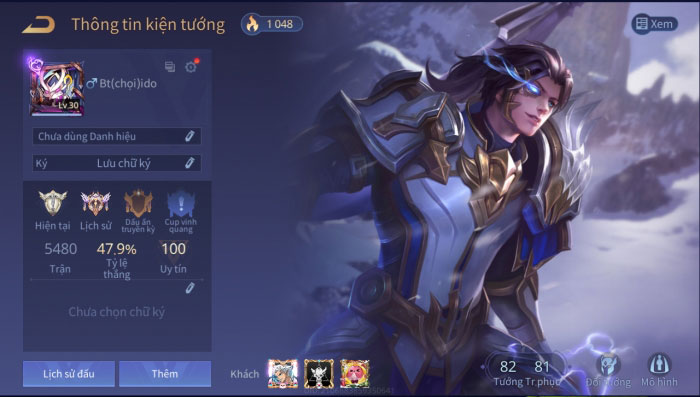 Thông tin kiện tướng
1 048
Xem
Lv.30
Bt(chọi)ido
Chưa dùng Danh hiệu
Ký Lưu chữ ký
Hiện tại
Lịch sử
Dấu ấn
truyền kỳ
Cup vinh
quang
5480
Trận
47.9%
Tỷ lệ
thắng
100
Uy tín
Chưa chọn chữ ký
Lịch sử đấu
Thêm
Khách
82
Tướng
81
Tr.phục
Đổi tướng
Mô hình